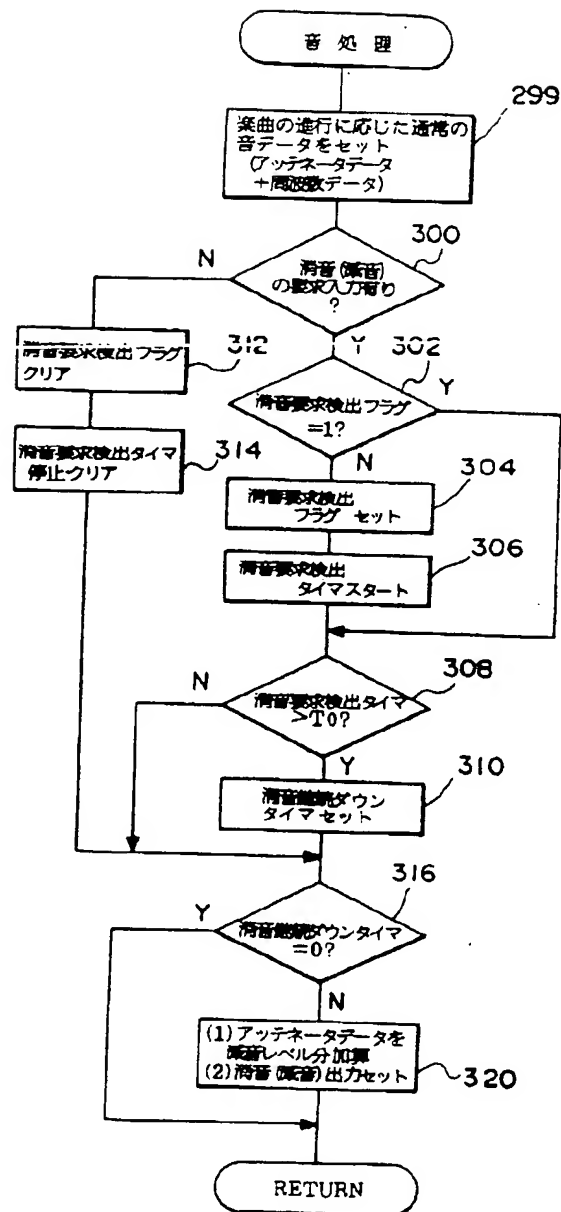 音処理
299
楽曲の進行に応じた通常の
音データをセット
(アッテネータデータ
+周波数データ)
300
N
消音(減音)
の要求入力有り
?
Y
312
消音要求検出フラグ
クリア
302
消音要求検出フラグ
=1?
Y
N
314
消音要求検出タイマ
停止クリア
304
消音要求検出
フラグ セット
306
消音要求検出
タイマスタート
308
N
消音要求検出タイマ
>T0?
Y
310
消音継続ダウン
タイマセット
316
Y
消音継続ダウンタイマ
=0?
N
(1)アッテネータデータを
減音レベル分加算
(2)消音(減音)出力セット
320
RETURN